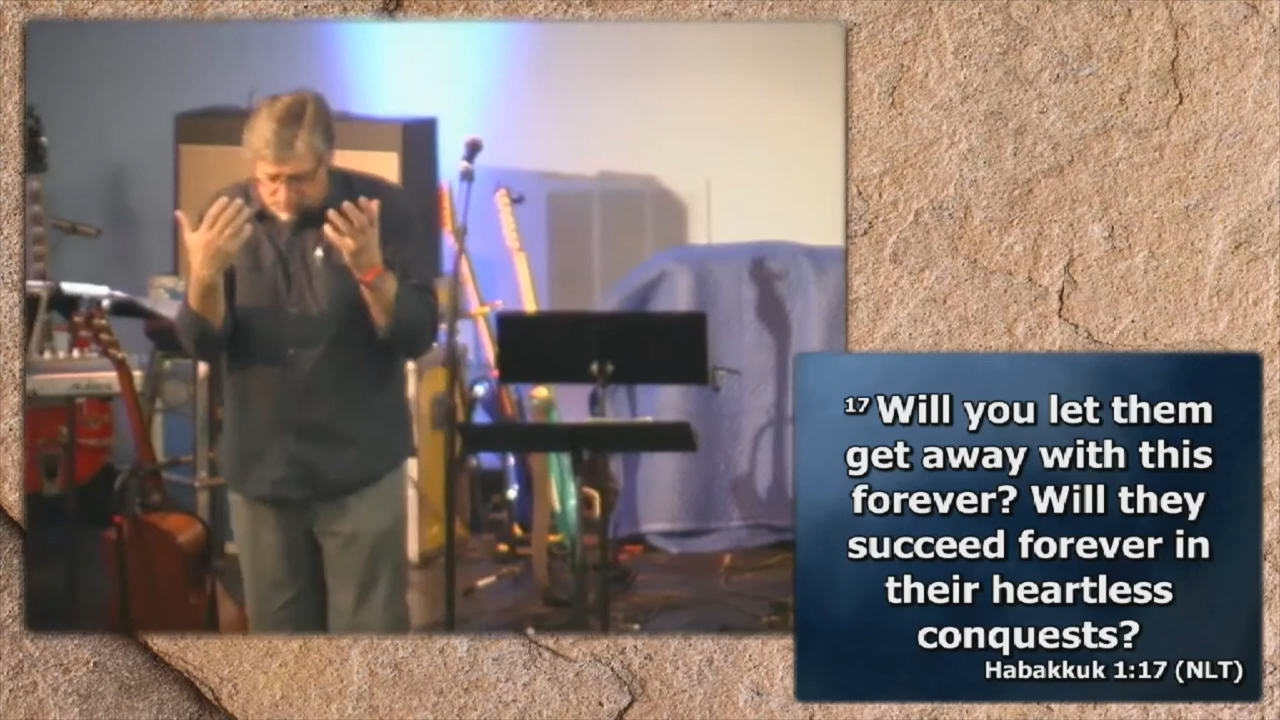 17 Will you let them
get away with this
forever? Will they
succeed forever in
their heartless
conquests?
Habakkuk 1:17 (NLT)